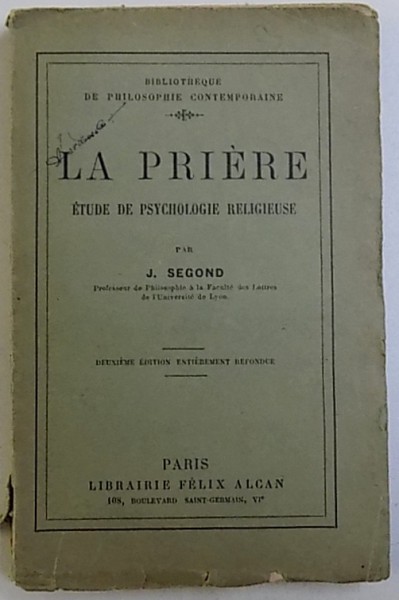 BIBLIOTHÈQUE
DE PHILOSOPHIE CONTEMPORAINE
LA PRIÈRE
ÉTUDE DE PSYCHOLOGIE RELIGIEUSE
PAR
J. SEGOND
Professeur de Philosophie à la Faculté des Lettres
de l'Université de Lyon.
DEUXIÈME ÉDITION ENTIÈREMENT REFONDUE
PARIS
LIBRAIRIE FÉLIX ALCAN
108, BOULEVARD SAINT-GERMAIN, VIe